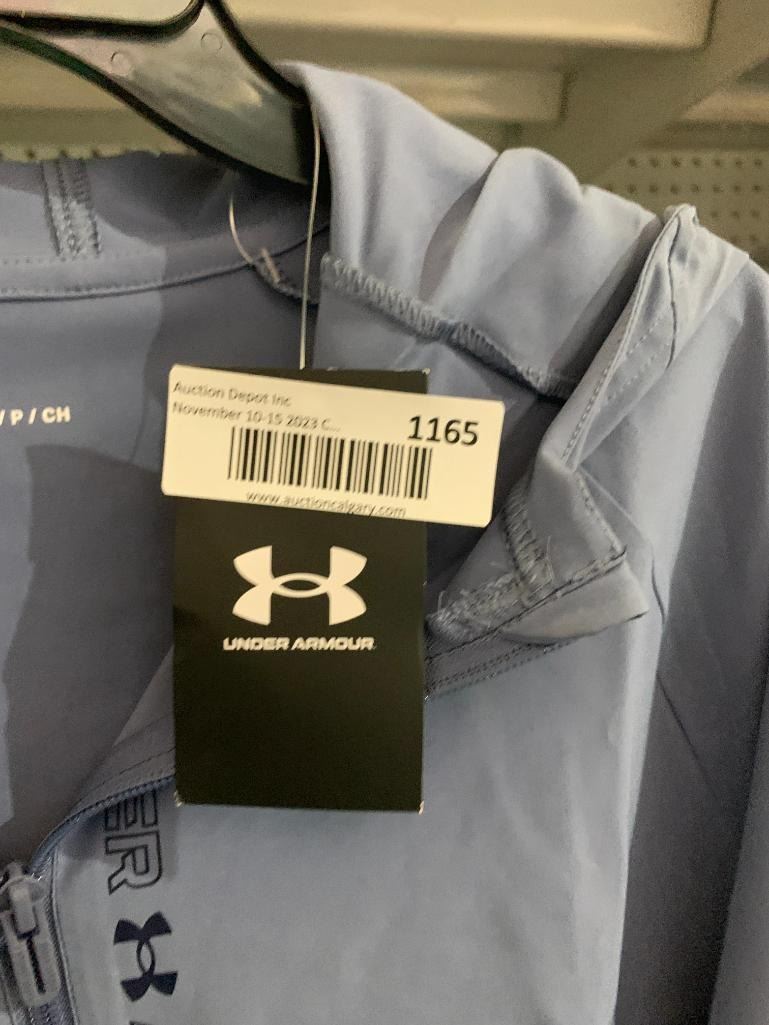 Auction Depot Inc
November 10-15 2023 C...
1165
www.auctioncalgary.com
/ P / CH
UNDER ARMOUR
ER